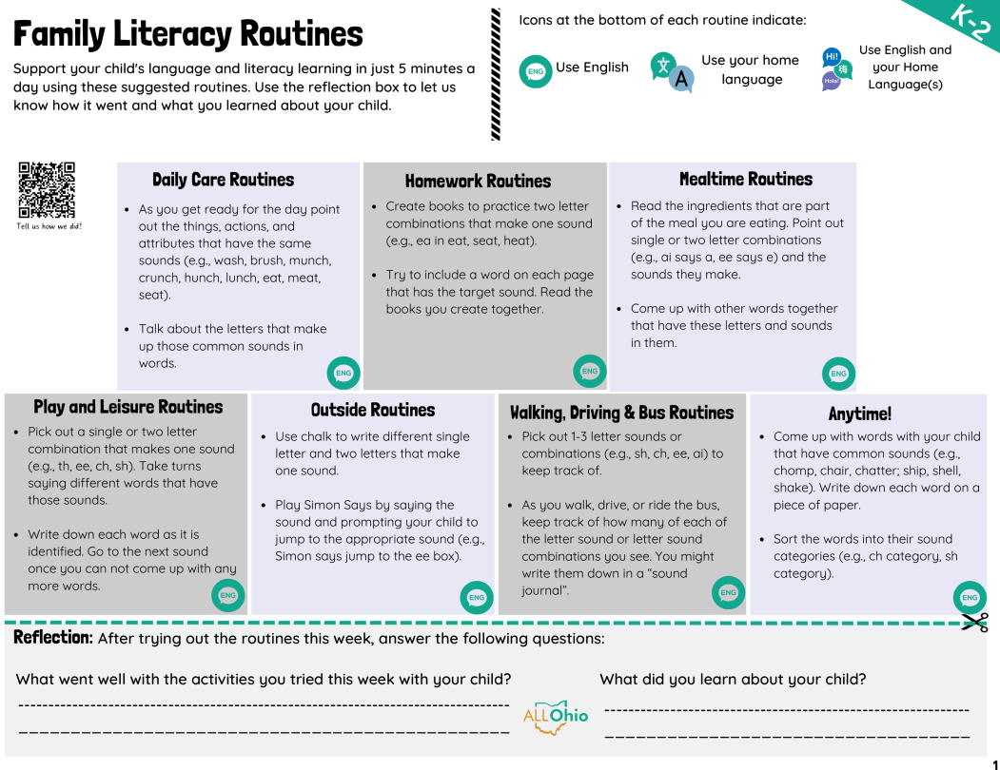 Family Literacy Routines
Support your child's language and literacy learning in just 5 minutes a
day using these suggested routines. Use the reflection box to let us
know how it went and what you learned about your child.
Icons at the bottom of each routine indicate:
ENG
Use English
文
A
Use your home
language
Hi!
嗨
Hola!
Use English and
your Home
Language(s)
K-2
Tell us how we did!
Daily Care Routines
• As you get ready for the day point
out the things, actions, and
attributes that have the same
sounds (e.g., wash, brush, munch,
crunch, hunch, lunch, eat, meat,
seat).
• Talk about the letters that make
up those common sounds in
words.
ENG
Homework Routines
• Create books to practice two letter
combinations that make one sound
(e.g., ea in eat, seat, heat).
• Try to include a word on each page
that has the target sound. Read the
books you create together.
ENG
Mealtime Routines
• Read the ingredients that are part
of the meal you are eating. Point out
single or two letter combinations
(e.g., ai says a, ee says e) and the
sounds they make.
• Come up with other words together
that have these letters and sounds
in them.
ENG
Play and Leisure Routines
• Pick out a single or two letter
combination that makes one sound
(e.g., th, ee, ch, sh). Take turns
saying different words that have
those sounds.
• Write down each word as it is
identified. Go to the next sound
once you can not come up with any
more words.
ENG
Outside Routines
• Use chalk to write different single
letter and two letters that make
one sound.
• Play Simon Says by saying the
sound and prompting your child to
jump to the appropriate sound (e.g.,
Simon says jump to the ee box).
ENG
Walking, Driving & Bus Routines
• Pick out 1-3 letter sounds or
combinations (e.g., sh, ch, ee, ai) to
keep track of.
• As you walk, drive, or ride the bus,
keep track of how many of each of
the letter sound or letter sound
combinations you see. You might
write them down in a “sound
journal”.
ENG
Anytime!
• Come up with words with your child
that have common sounds (e.g.,
chomp, chair, chatter; ship, shell,
shake). Write down each word on a
piece of paper.
• Sort the words into their sound
categories (e.g., ch category, sh
category).
ENG
Reflection: After trying out the routines this week, answer the following questions:
What went well with the activities you tried this week with your child?
What did you learn about your child?
ALLOhio
1